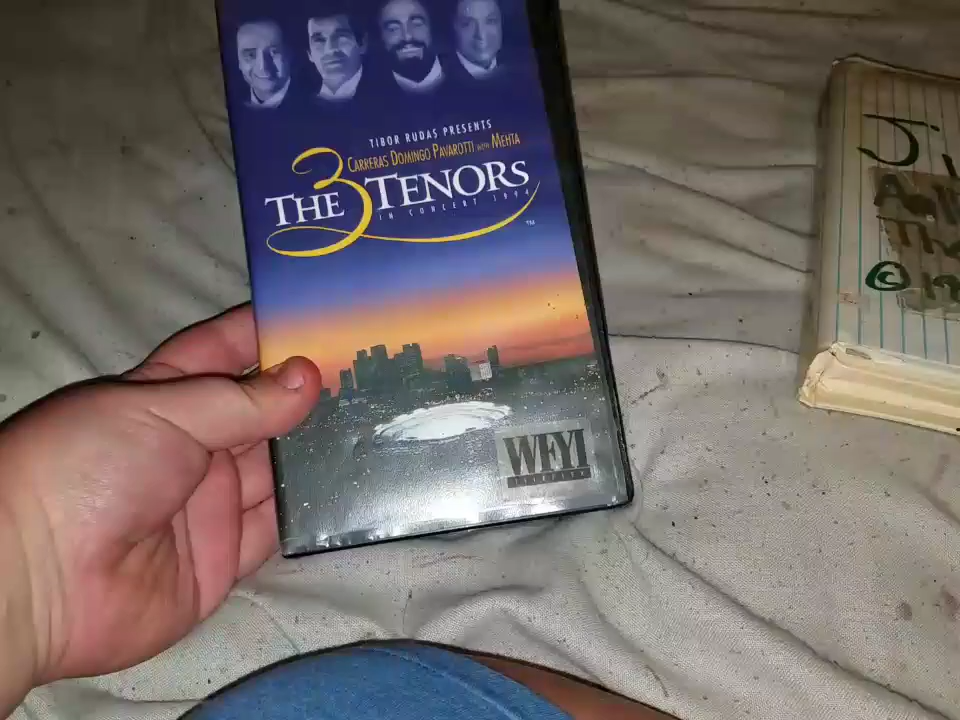 TIBOR RUDAS PRESENTS
CARRERAS DOMINGO PAVAROTTI WITH MEHTA
THE 3 TENORS
IN CONCERT 1994
TM
WFYI
J.
©